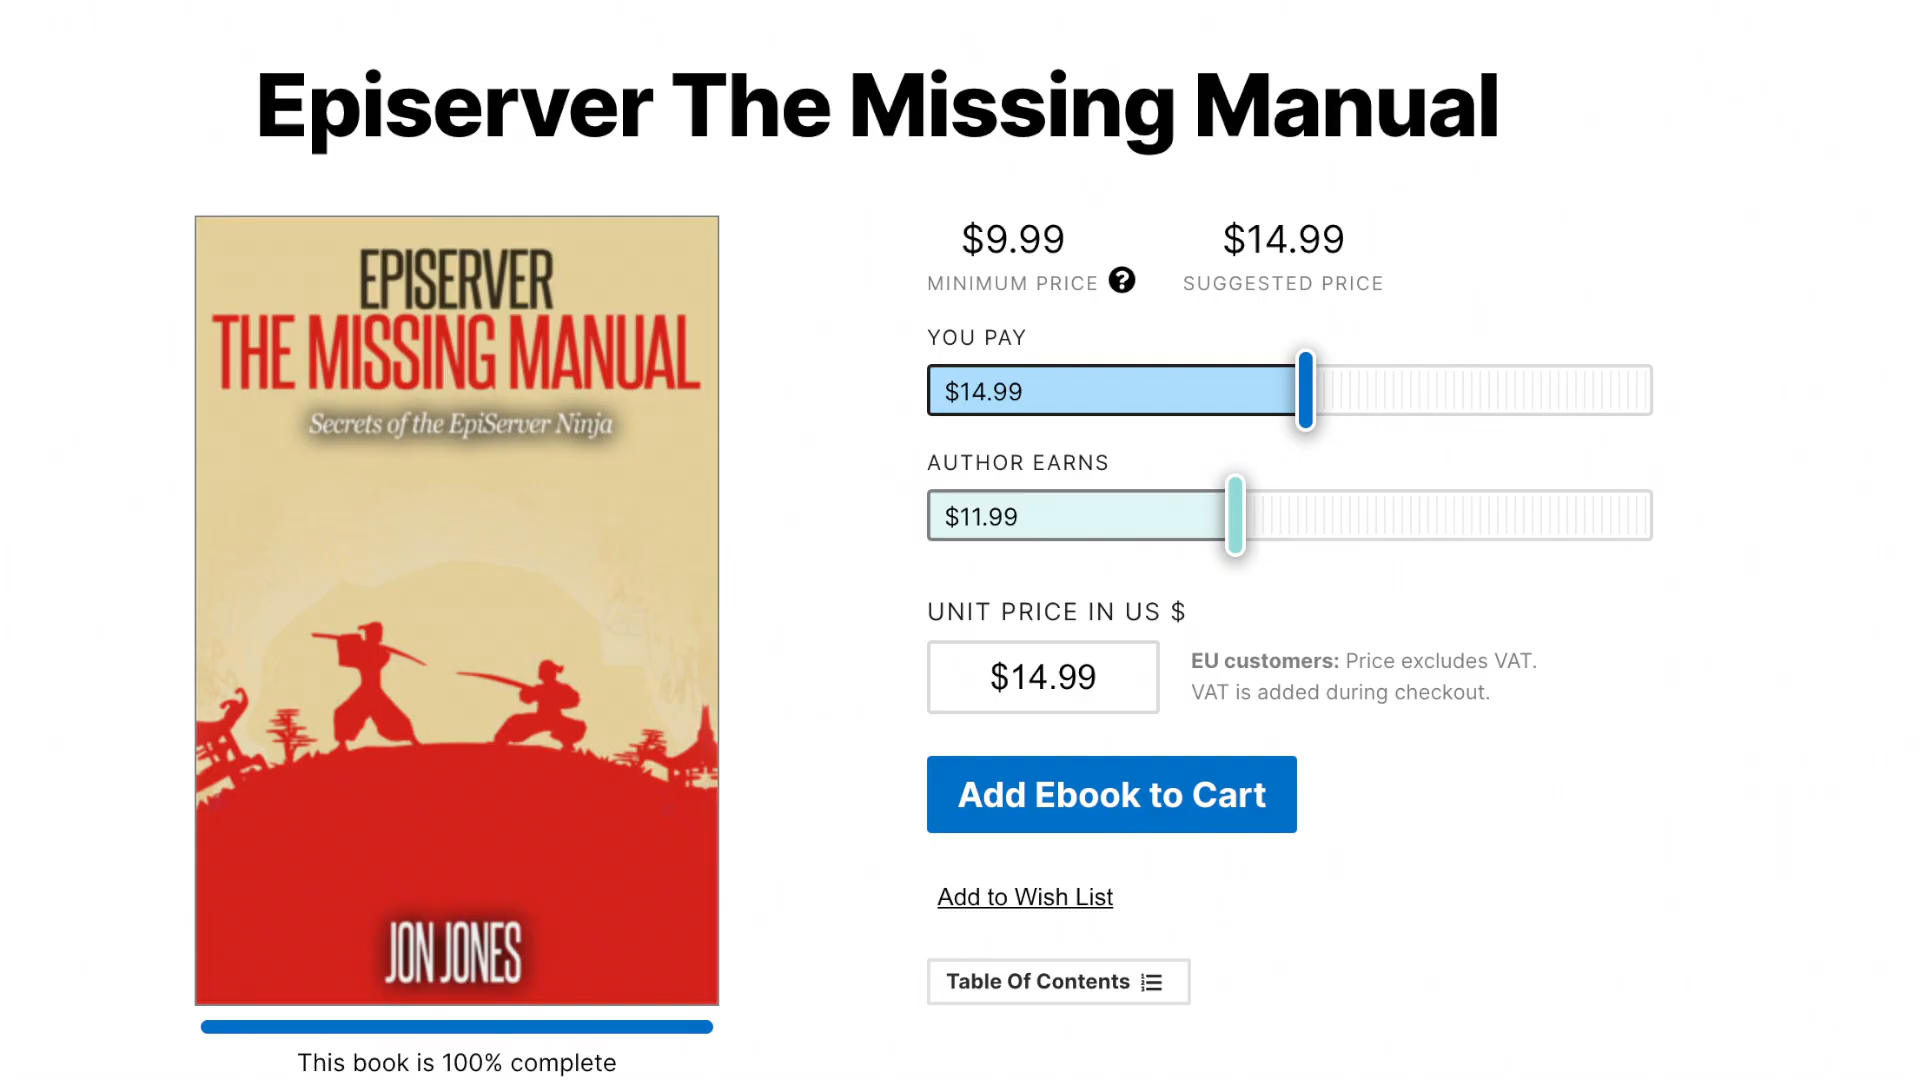 Episerver The Missing Manual
EPISERVER
THE MISSING MANUAL
Secrets of the EpiServer Ninja
JON JONES
This book is 100% complete
$9.99
MINIMUM PRICE ?
$14.99
SUGGESTED PRICE
YOU PAY
$14.99
AUTHOR EARNS
$11.99
UNIT PRICE IN US $
$14.99
EU customers: Price excludes VAT.
VAT is added during checkout.
Add Ebook to Cart
Add to Wish List
Table Of Contents